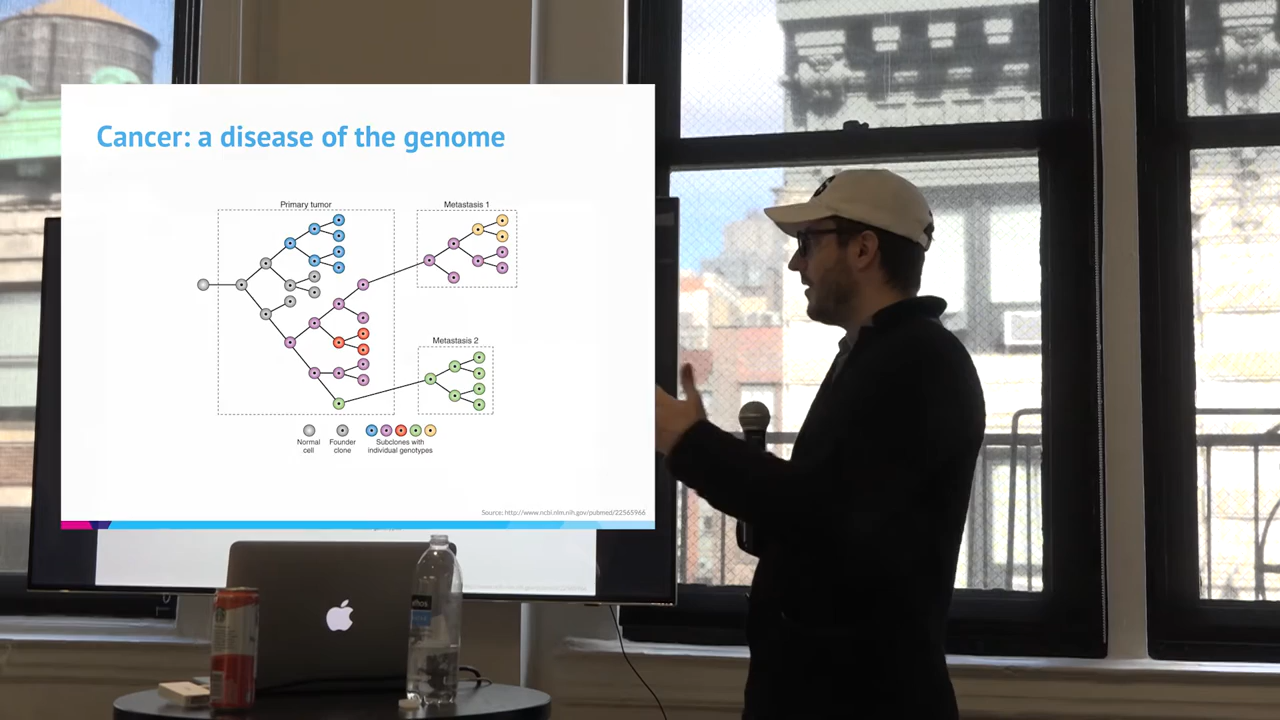 Cancer: a disease of the genome
Primary tumor
Metastasis 1
Metastasis 2
Normal
cell
Founder
clone
Subclones with
individual genotypes
Source: http://www.ncbi.nlm.nih.gov/pubmed/22565966